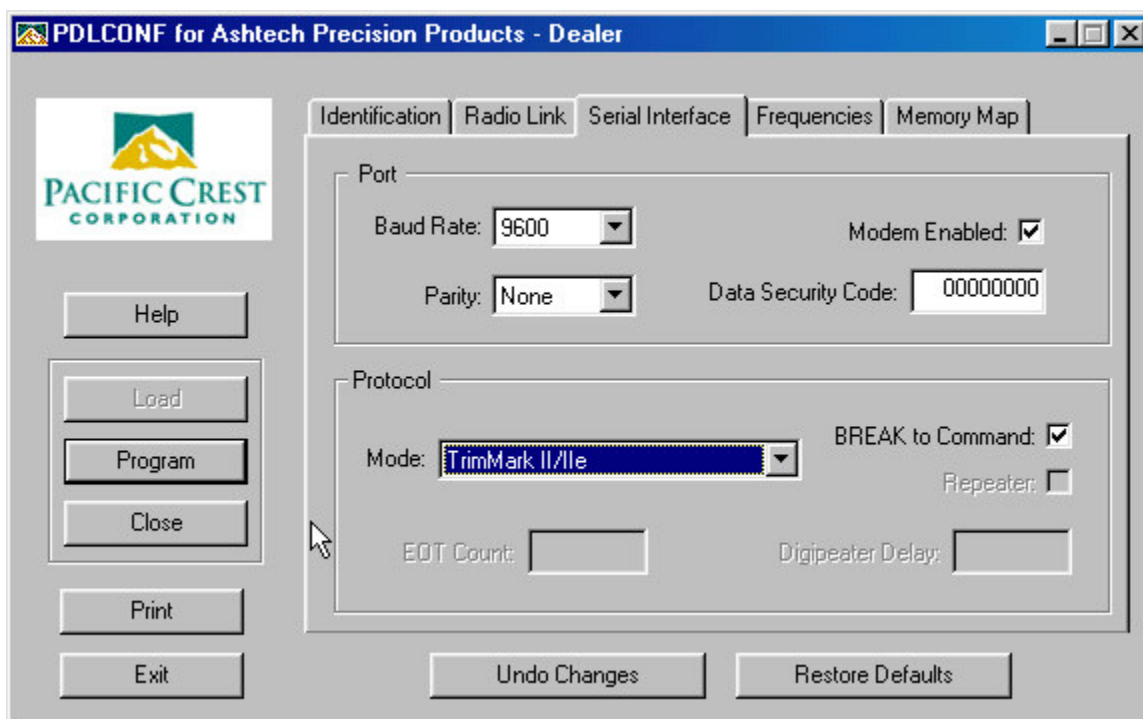 PDLCONF for Ashtech Precision Products - Dealer
PACIFIC CREST
CORPORATION
Help
Load
Program
Close
Print
Exit
Identification
Radio Link
Serial Interface
Frequencies
Memory Map
Port
Baud Rate: 9600
Modem Enabled:
Parity: None
Data Security Code: 00000000
Protocol
Mode: TrimMark II/IIe
BREAK to Command:
Repeater:
EOT Count:
Digipeater Delay:
Undo Changes
Restore Defaults